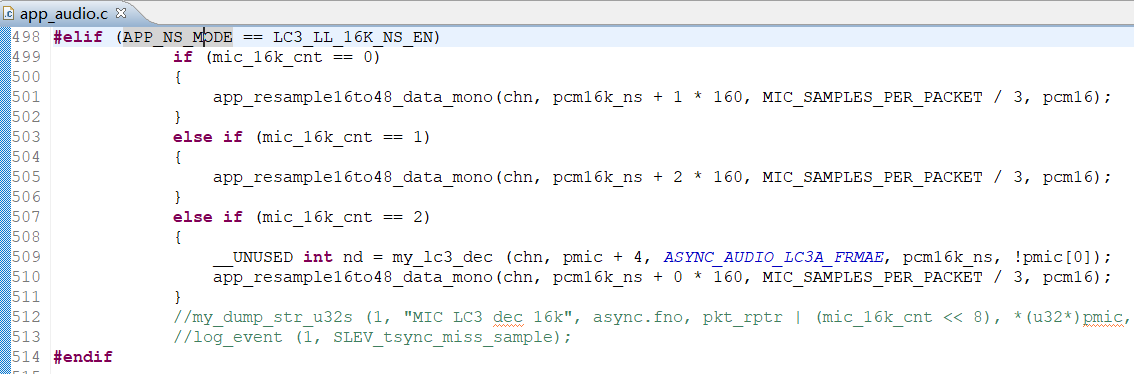 app_audio.c
498 #elif (APP_NS_MODE == LC3_LL_16K_NS_EN)
499 if (mic_16k_cnt == 0)
500 {
501 app_resample16to48_data_mono(chn, pcm16k_ns + 1 * 160, MIC_SAMPLES_PER_PACKET / 3, pcm16);
502 }
503 else if (mic_16k_cnt == 1)
504 {
505 app_resample16to48_data_mono(chn, pcm16k_ns + 2 * 160, MIC_SAMPLES_PER_PACKET / 3, pcm16);
506 }
507 else if (mic_16k_cnt == 2)
508 {
509 __UNUSED int nd = my_lc3_dec (chn, pmic + 4, ASYNC_AUDIO_LC3A_FRMAE, pcm16k_ns, !pmic[0]);
510 app_resample16to48_data_mono(chn, pcm16k_ns + 0 * 160, MIC_SAMPLES_PER_PACKET / 3, pcm16);
511 }
512 //my_dump_str_u32s (1, "MIC LC3 dec 16k", async.fno, pkt_rptr | (mic_16k_cnt << 8), *(u32*)pmic,
513 //log_event (1, SLEV_tsync_miss_sample);
514 #endif